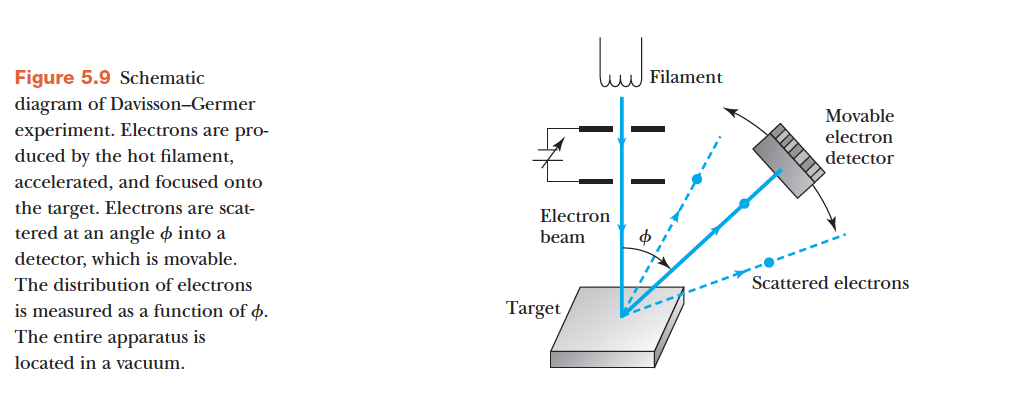 Figure 5.9 Schematic
diagram of Davisson–Germer
experiment. Electrons are pro-
duced by the hot filament,
accelerated, and focused onto
the target. Electrons are scat-
tered at an angle ϕ into a
detector, which is movable.
The distribution of electrons
is measured as a function of ϕ.
The entire apparatus is
located in a vacuum.
Filament
Movable
electron
detector
Electron
beam
ϕ
Scattered electrons
Target